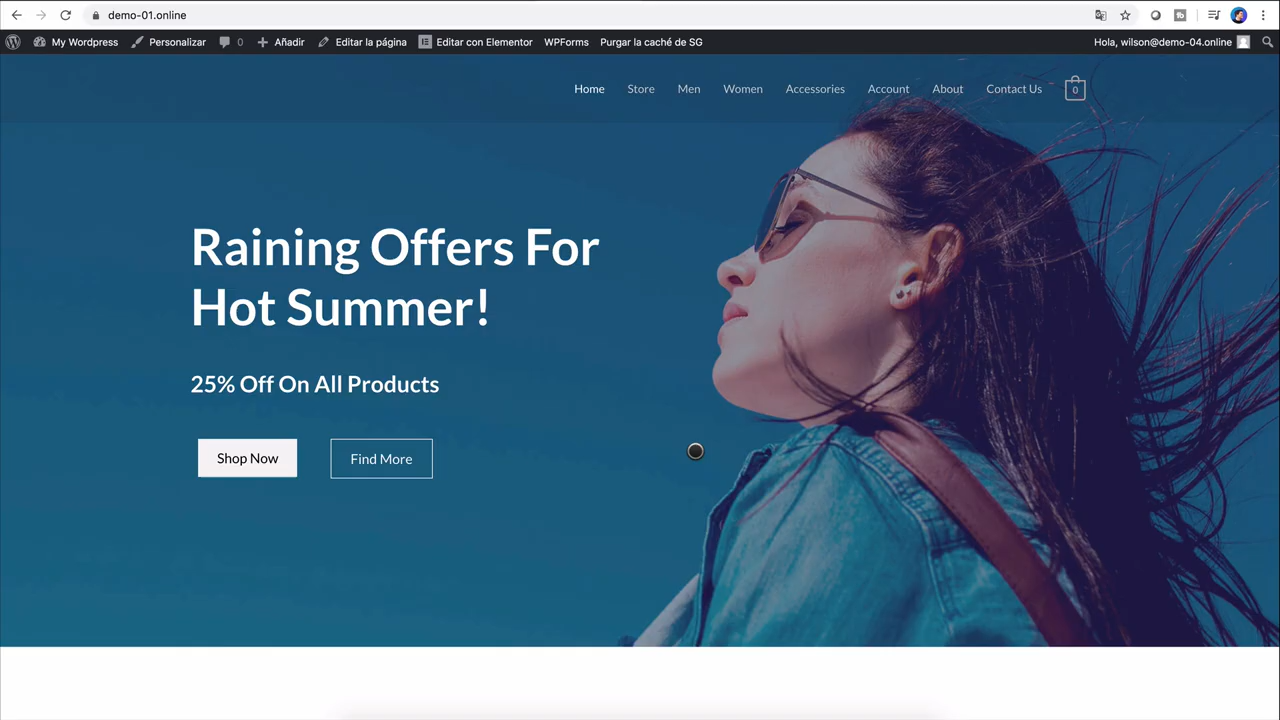 demo-01.online
My Wordpress Personalizar 0 Añadir Editar la página Editar con Elementor WPForms Purgar la caché de SG Hola, wilson@demo-04.online
Home Store Men Women Accessories Account About Contact Us 0
Raining Offers For
Hot Summer!
25% Off On All Products
Shop Now Find More